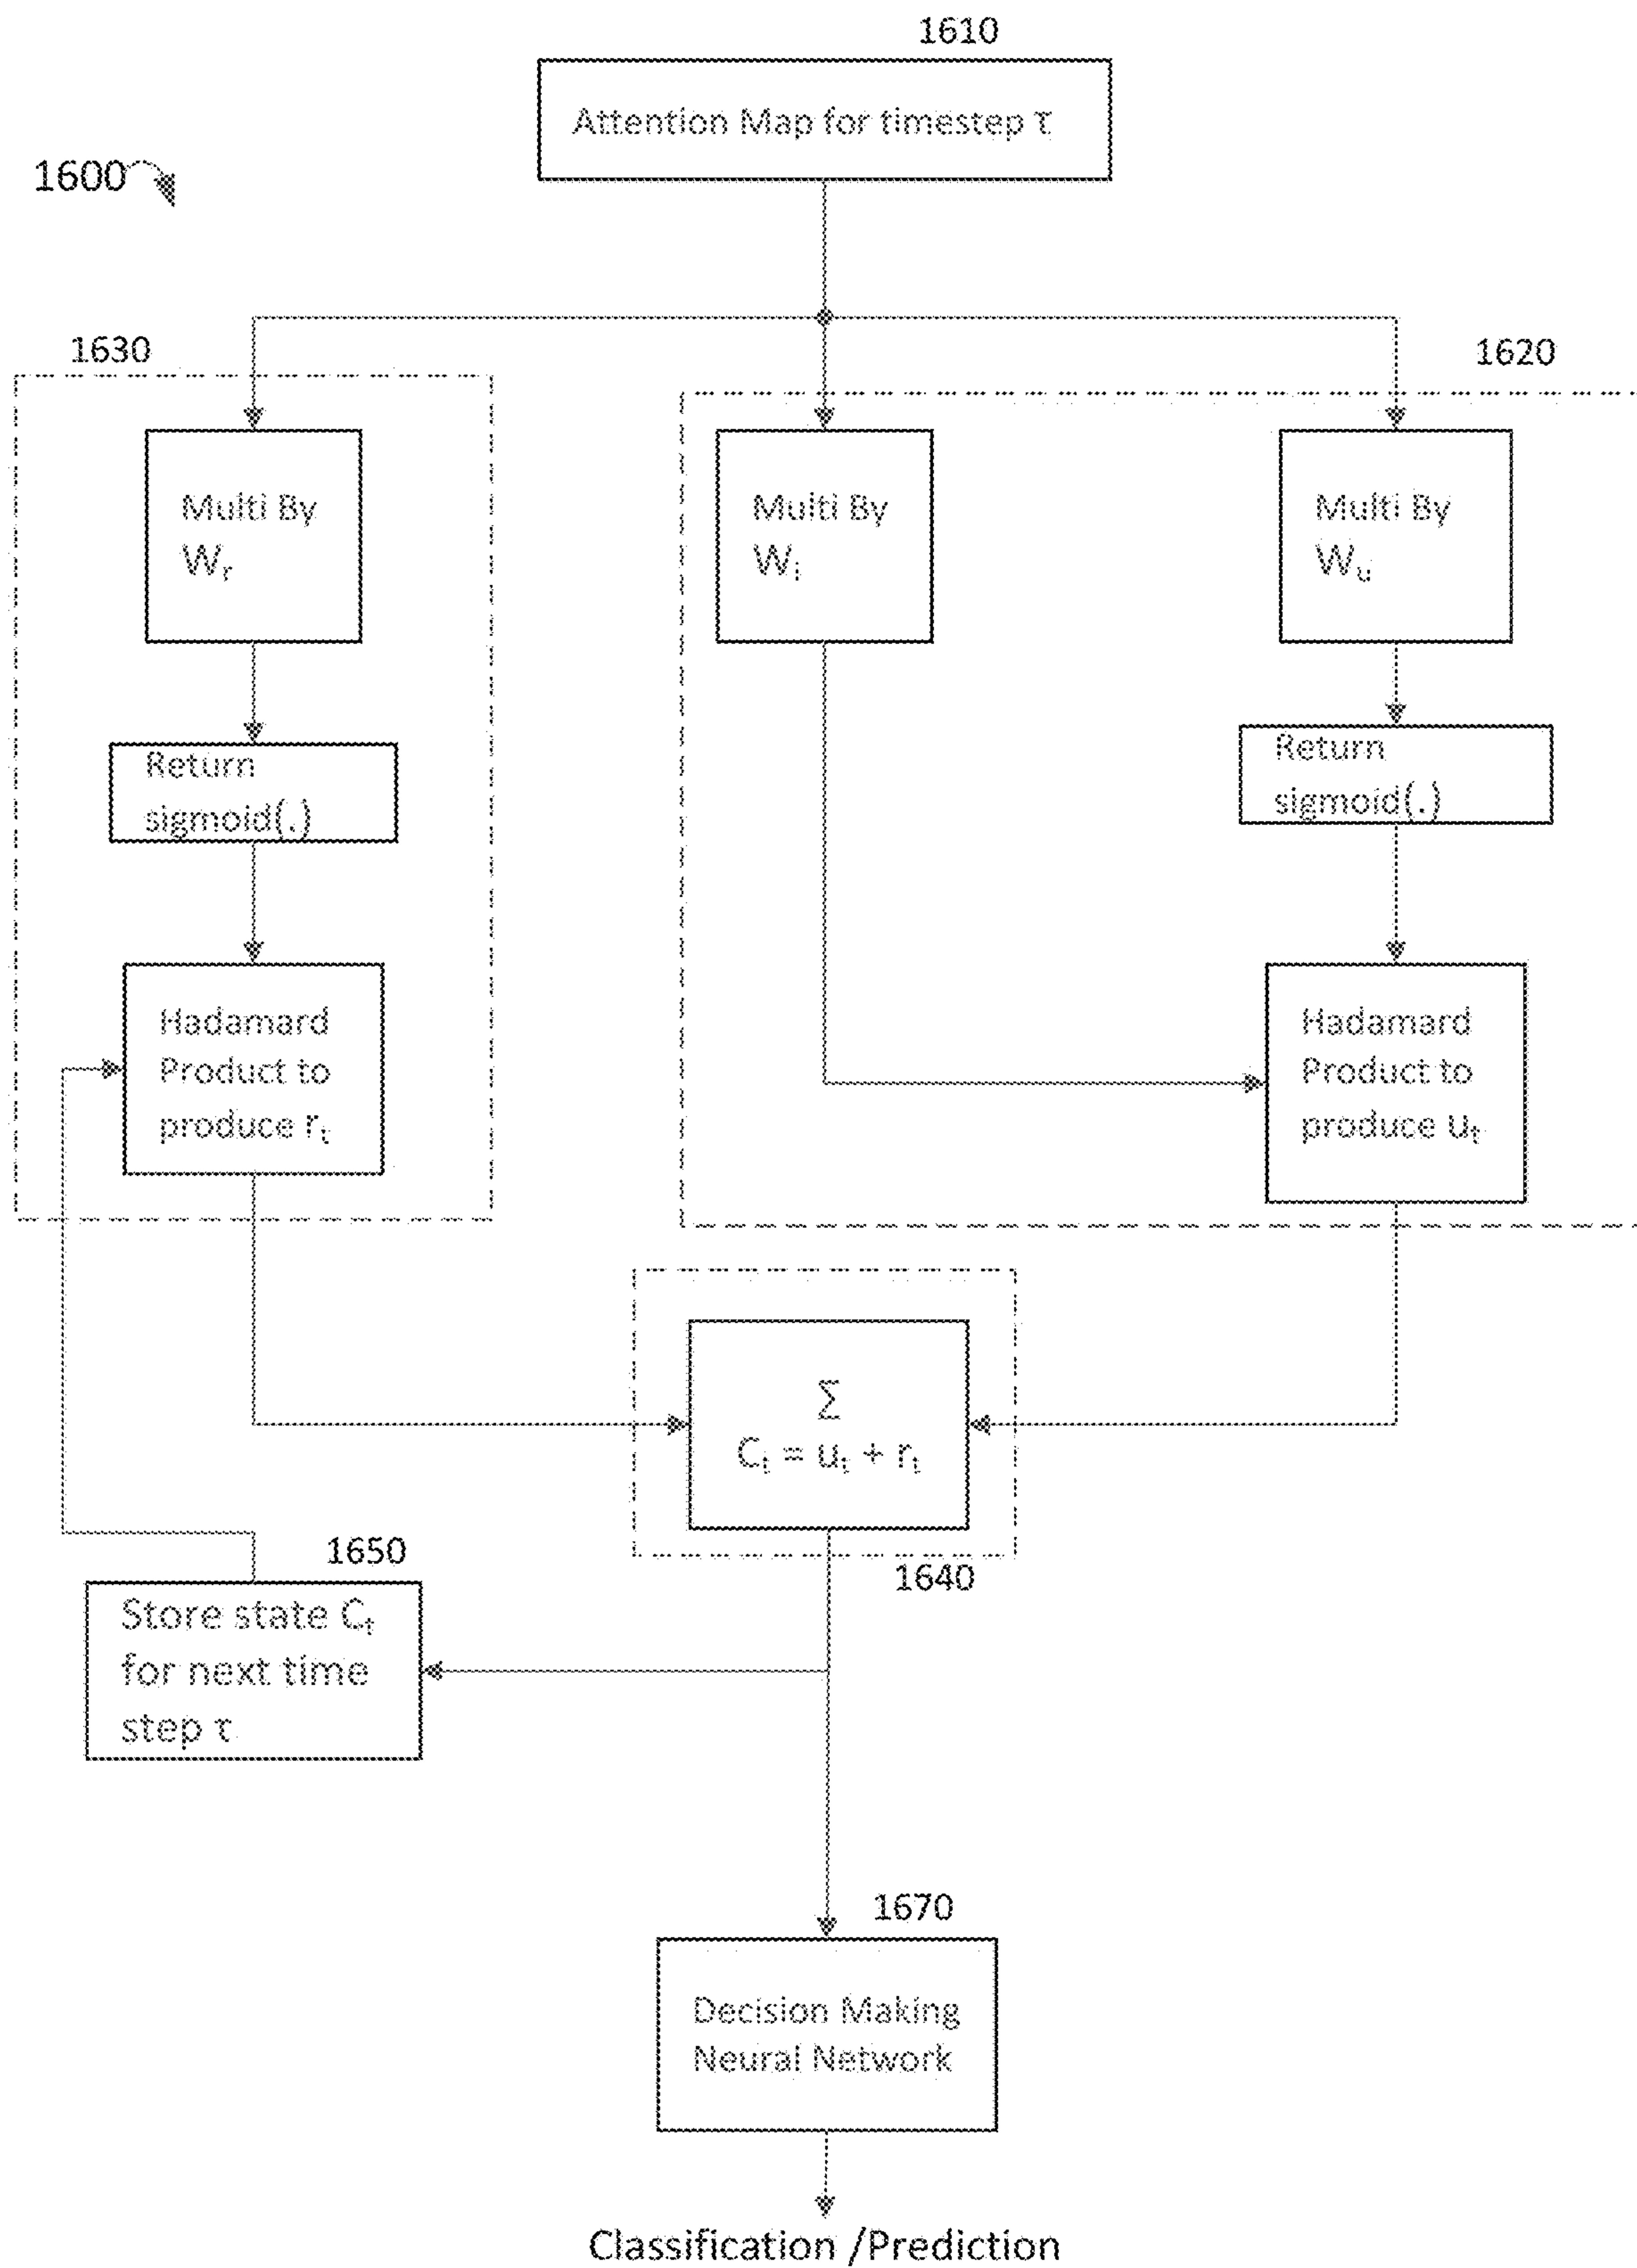 1610
Attention Map for timestep τ
1600
1630
1620
Multi By
Wᵣ
Multi By
Wᵢ
Multi By
Wᵤ
Return
sigmoid(.)
Return
sigmoid(.)
Hadamard
Product to
produce rₜ
Hadamard
Product to
produce uₜ
∑
Cₜ = uₜ + rₜ
1650
1640
Store state Cₜ
for next time
step τ
1670
Decision Making
Neural Network
Classification /Prediction